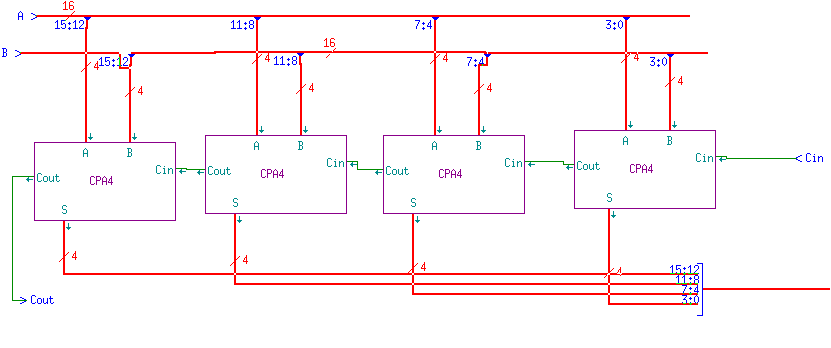 A 16
15:12 11:8 7:4 3:0
B 16
15:12 11:8 7:4 3:0
4 4 4 4
4 4 4 4
A B A B A B A B
Cout CPA4 Cin Cout CPA4 Cin Cout CPA4 Cin Cout CPA4 Cin Cin
S S S S
4 4 4 4
15:12
11:8
7:4
3:0
Cout